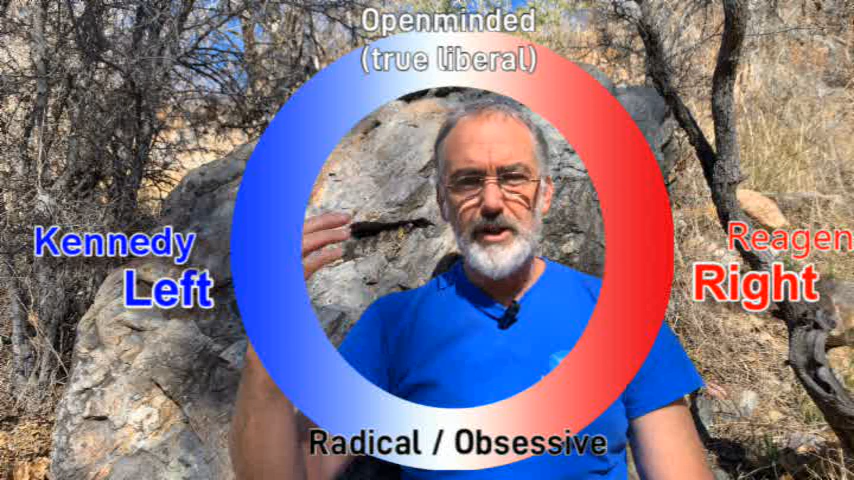 Openminded
(true liberal)
Kennedy
Left
Reagen
Right
Radical / Obsessive